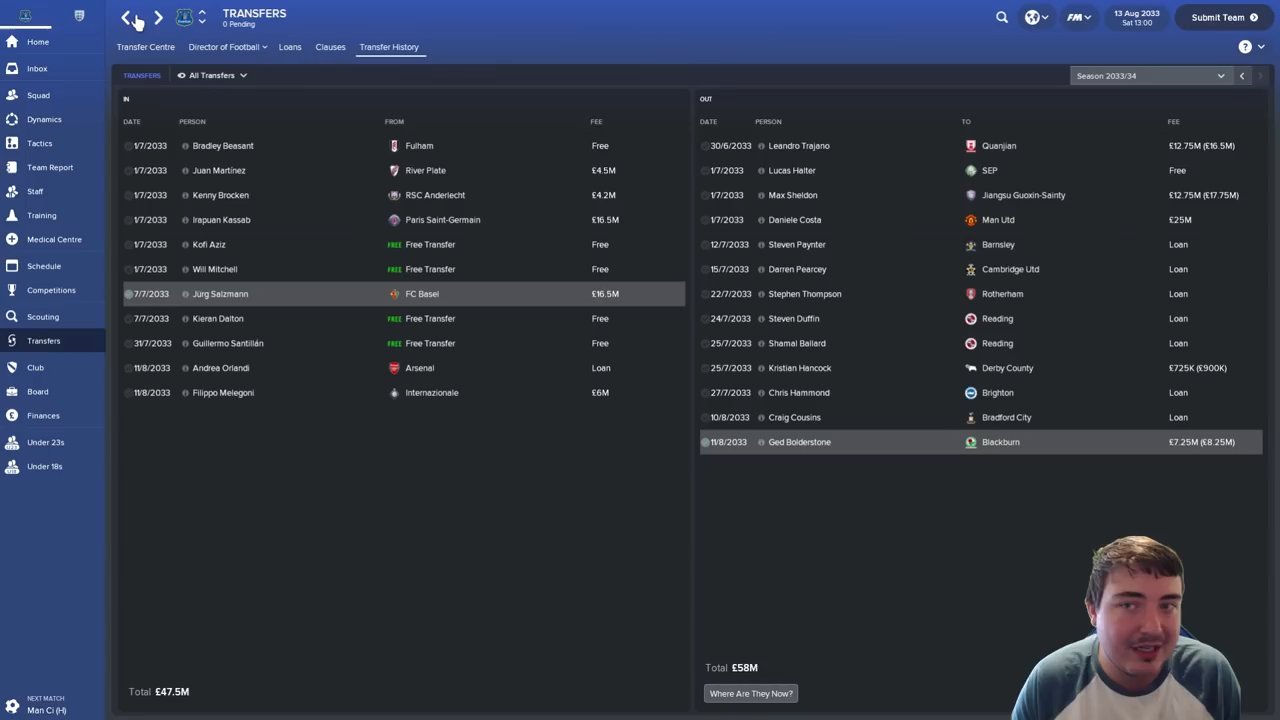 TRANSFERS
0 Pending
13 Aug 2033
Sat 13:00
Submit Team
FM
Home
Inbox
Squad
Dynamics
Tactics
Team Report
Staff
Training
Medical Centre
Schedule
Competitions
Scouting
Transfers
Club
Board
Finances
Under 23s
Under 18s
NEXT MATCH
Man Ci (H)
Transfer Centre Director of Football Loans Clauses Transfer History
?
TRANSFERS All Transfers Season 2033/34
IN
DATE PERSON FROM FEE
1/7/2033 Bradley Beasant Fulham Free
1/7/2033 Juan Martínez River Plate £4.5M
1/7/2033 Kenny Brocken RSC Anderlecht £4.2M
1/7/2033 Irapuan Kassab Paris Saint-Germain £16.5M
1/7/2033 Kofi Aziz FREE Free Transfer Free
1/7/2033 Will Mitchell FREE Free Transfer Free
7/7/2033 Jürg Salzmann FC Basel £16.5M
7/7/2033 Kieran Dalton FREE Free Transfer Free
31/7/2033 Guillermo Santillán FREE Free Transfer Free
11/8/2033 Andrea Orlandi Arsenal Loan
11/8/2033 Filippo Melegoni Internazionale £6M
Total £47.5M
OUT
DATE PERSON TO FEE
30/6/2033 Leandro Trajano Quanjian £12.75M (£16.5M)
1/7/2033 Lucas Halter SEP Free
1/7/2033 Max Sheldon Jiangsu Guoxin-Sainty £12.75M (£17.75M)
1/7/2033 Daniele Costa Man Utd £25M
12/7/2033 Steven Paynter Barnsley Loan
15/7/2033 Darren Pearcey Cambridge Utd Loan
22/7/2033 Stephen Thompson Rotherham Loan
24/7/2033 Steven Duffin Reading Loan
25/7/2033 Shamal Ballard Reading Loan
25/7/2033 Kristian Hancock Derby County £725K (£900K)
27/7/2033 Chris Hammond Brighton Loan
10/8/2033 Craig Cousins Bradford City Loan
11/8/2033 Ged Bolderstone Blackburn £7.25M (£8.25M)
Total £58M
Where Are They Now?